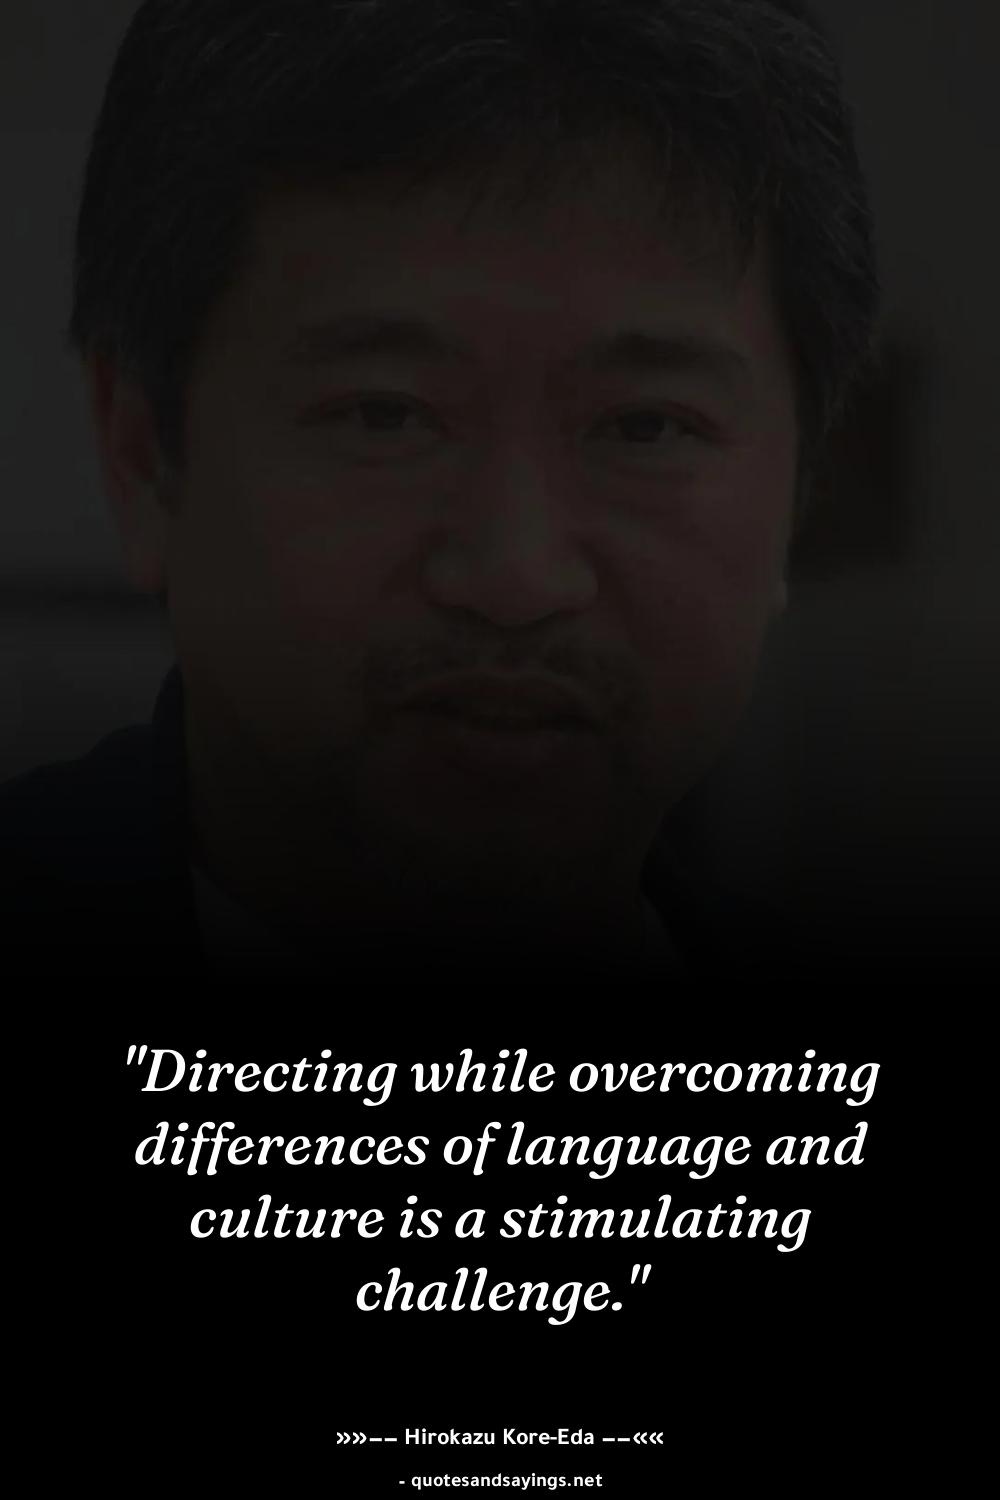 "Directing while overcoming
differences of language and
culture is a stimulating
challenge."
»»−− Hirokazu Kore-Eda −−««
- quotesandsayings.net